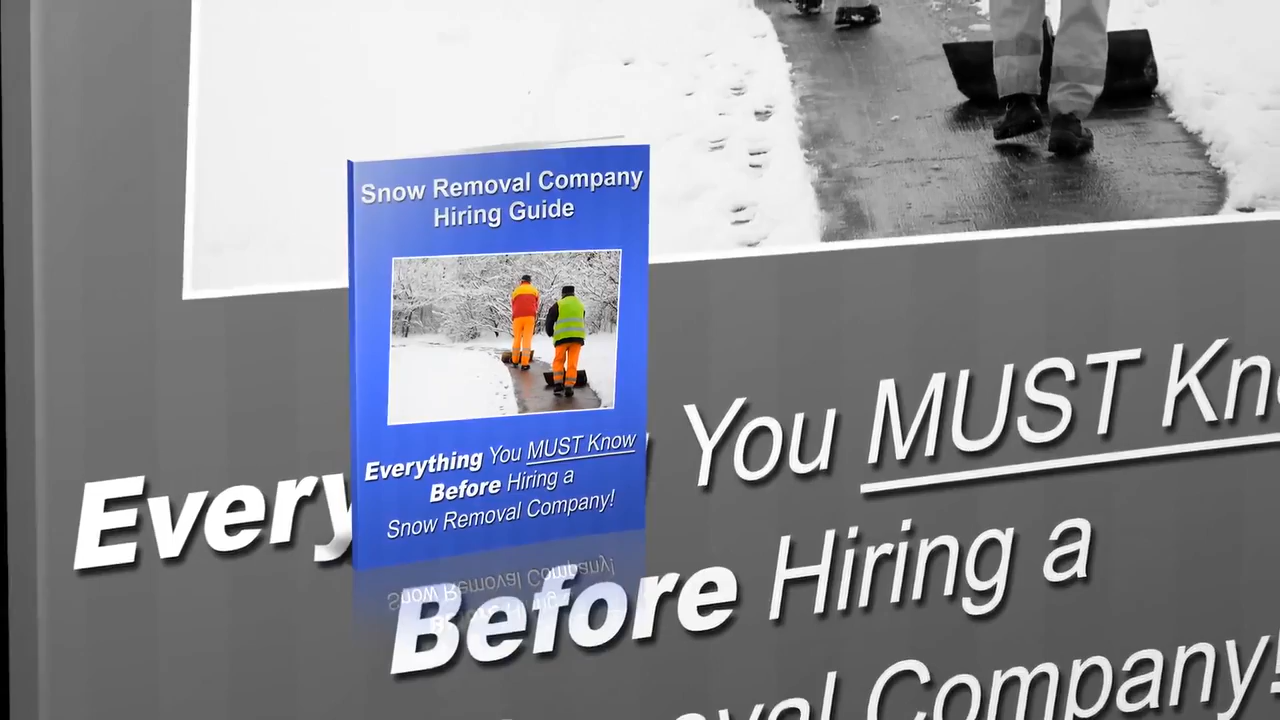 Snow Removal Company
Hiring Guide
Everything You MUST Know
Before Hiring a
Snow Removal Company!
Every You MUST Kn
Before Hiring a
oval Company!